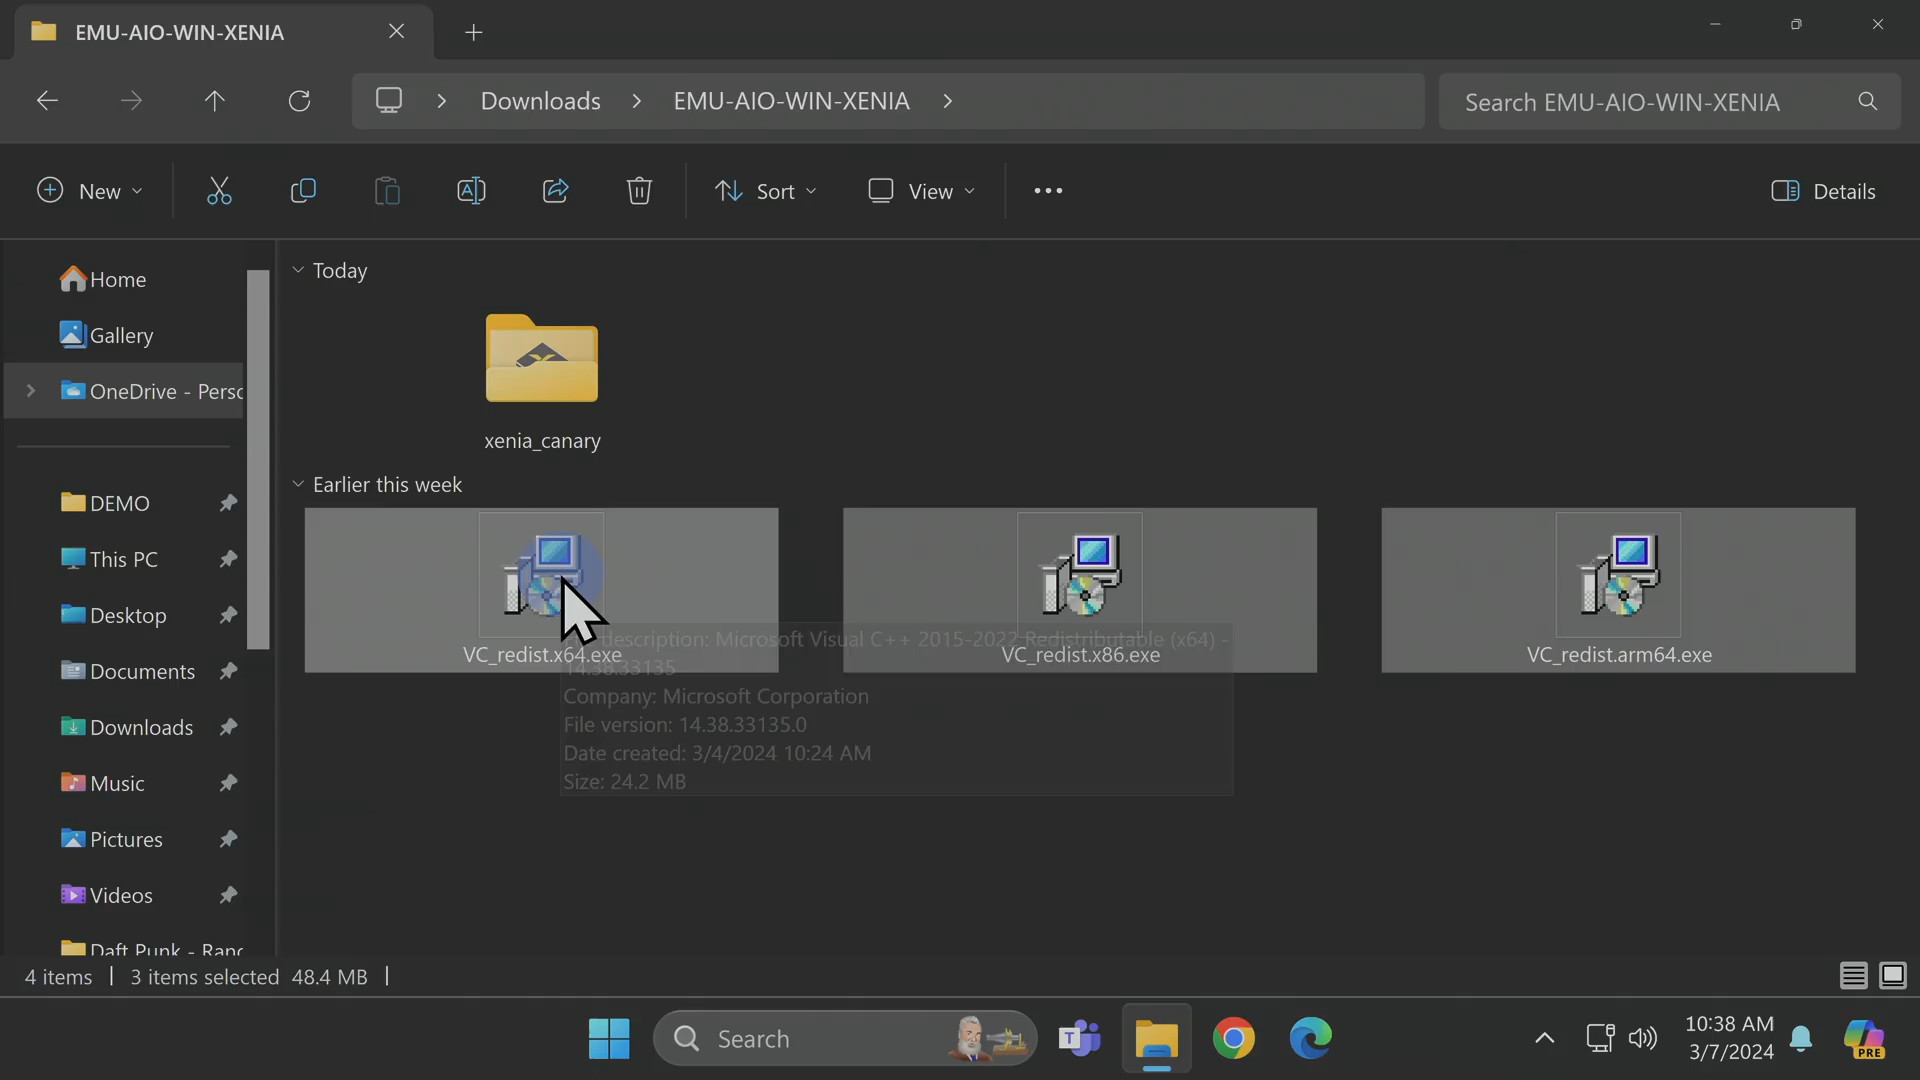 EMU-AIO-WIN-XENIA
Downloads
EMU-AIO-WIN-XENIA
Search EMU-AIO-WIN-XENIA
New
Sort
View
Details
Home
Gallery
OneDrive - Perso
DEMO
This PC
Desktop
Documents
Downloads
Music
Pictures
Videos
Daft Punk - Ranc
Today
xenia_canary
Earlier this week
VC_redist.x64.exe
VC_redist.x86.exe
VC_redist.arm64.exe
description: Microsoft Visual C++ 2015-2022 Redistributable (x64) -
14.38.33135
Company: Microsoft Corporation
File version: 14.38.33135.0
Date created: 3/4/2024 10:24 AM
Size: 24.2 MB
4 items
3 items selected 48.4 MB
Search
T
10:38 AM
3/7/2024
PRE